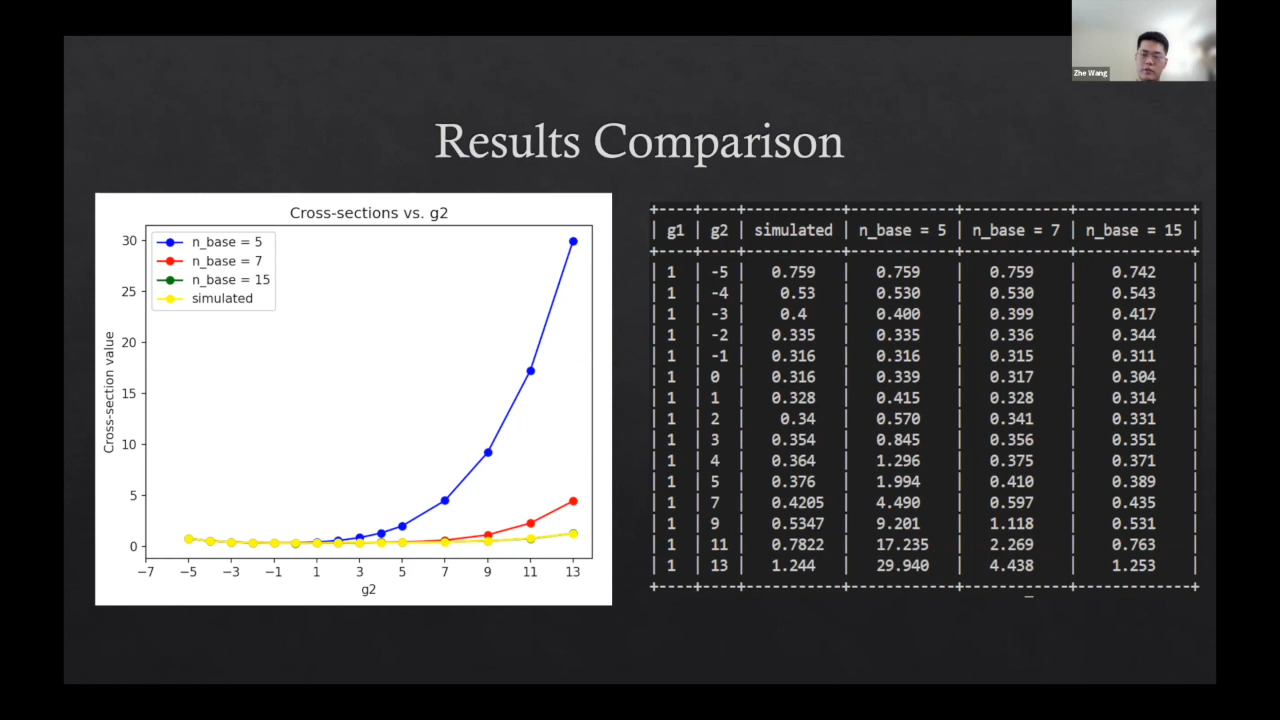 Zhe Wang
Results Comparison
Cross-sections vs. g2
n_base = 5
n_base = 7
n_base = 15
simulated
Cross-section value
30
25
20
15
10
5
0
−7 −5 −3 −1 1 3 5 7 9 11 13
g2
+----+----+-----------+------------+------------+-------------+
| g1 | g2 | simulated | n_base = 5 | n_base = 7 | n_base = 15 |
+----+----+-----------+------------+------------+-------------+
| 1 | -5 | 0.759 | 0.759 | 0.759 | 0.742 |
| 1 | -4 | 0.53 | 0.530 | 0.530 | 0.543 |
| 1 | -3 | 0.4 | 0.400 | 0.399 | 0.417 |
| 1 | -2 | 0.335 | 0.335 | 0.336 | 0.344 |
| 1 | -1 | 0.316 | 0.316 | 0.315 | 0.311 |
| 1 | 0 | 0.316 | 0.339 | 0.317 | 0.304 |
| 1 | 1 | 0.328 | 0.415 | 0.328 | 0.314 |
| 1 | 2 | 0.34 | 0.570 | 0.341 | 0.331 |
| 1 | 3 | 0.354 | 0.845 | 0.356 | 0.351 |
| 1 | 4 | 0.364 | 1.296 | 0.375 | 0.371 |
| 1 | 5 | 0.376 | 1.994 | 0.410 | 0.389 |
| 1 | 7 | 0.4205 | 4.490 | 0.597 | 0.435 |
| 1 | 9 | 0.5347 | 9.201 | 1.118 | 0.531 |
| 1 | 11 | 0.7822 | 17.235 | 2.269 | 0.763 |
| 1 | 13 | 1.244 | 29.940 | 4.438 | 1.253 |
+----+----+-----------+------------+------------+-------------+